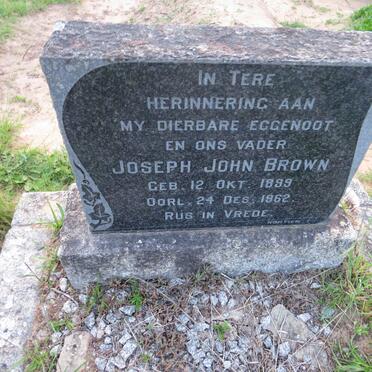 IN TERE
HERINNERING AAN
MY DIERBARE EGGENOOT
EN ONS VADER
JOSEPH JOHN BROWN
GEB. 12 OKT. 1899
OORL. 24 DES. 1962.
RUS IN VREDE.